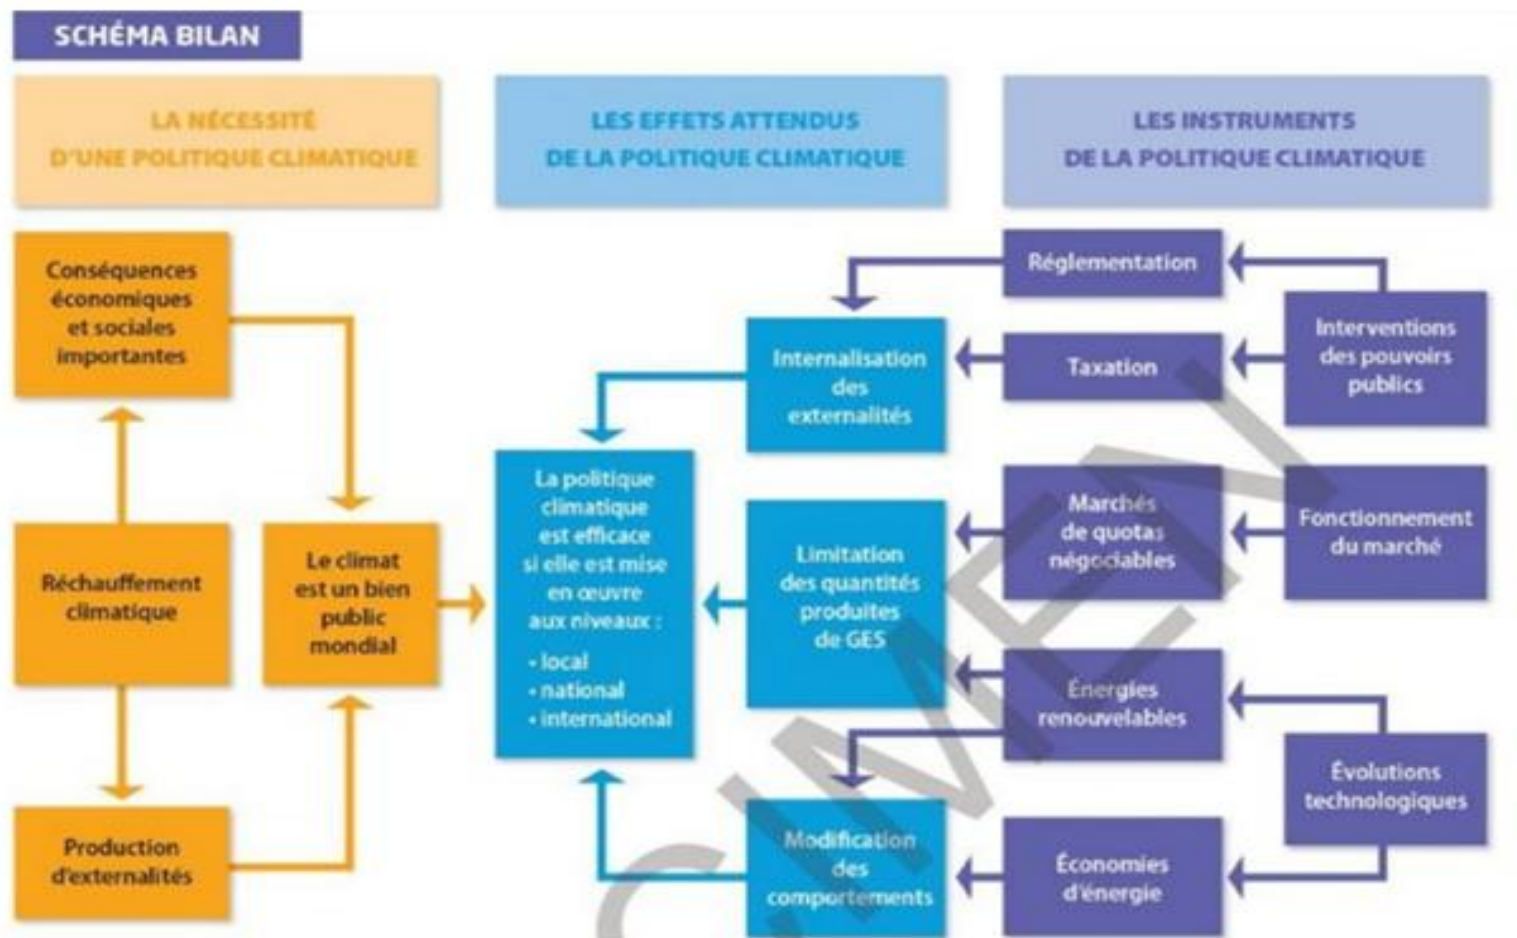 SCHÉMA BILAN
LA NÉCESSITÉ
D'UNE POLITIQUE CLIMATIQUE
LES EFFETS ATTENDUS
DE LA POLITIQUE CLIMATIQUE
LES INSTRUMENTS
DE LA POLITIQUE CLIMATIQUE
Conséquences
économiques
et sociales
importantes
Réchauffement
climatique
Production
d'externalités
Le climat
est un bien
public
mondial
La politique
climatique
est efficace
si elle est mise
en œuvre
aux niveaux :
• local
• national
• international
Internalisation
des
externalités
Limitation
des quantités
produites
de GES
Modification
des
comportements
Réglementation
Taxation
Marchés
de quotas
négociables
Énergies
renouvelables
Économies
d'énergie
Interventions
des pouvoirs
publics
Fonctionnement
du marché
Évolutions
technologiques
CIMEN